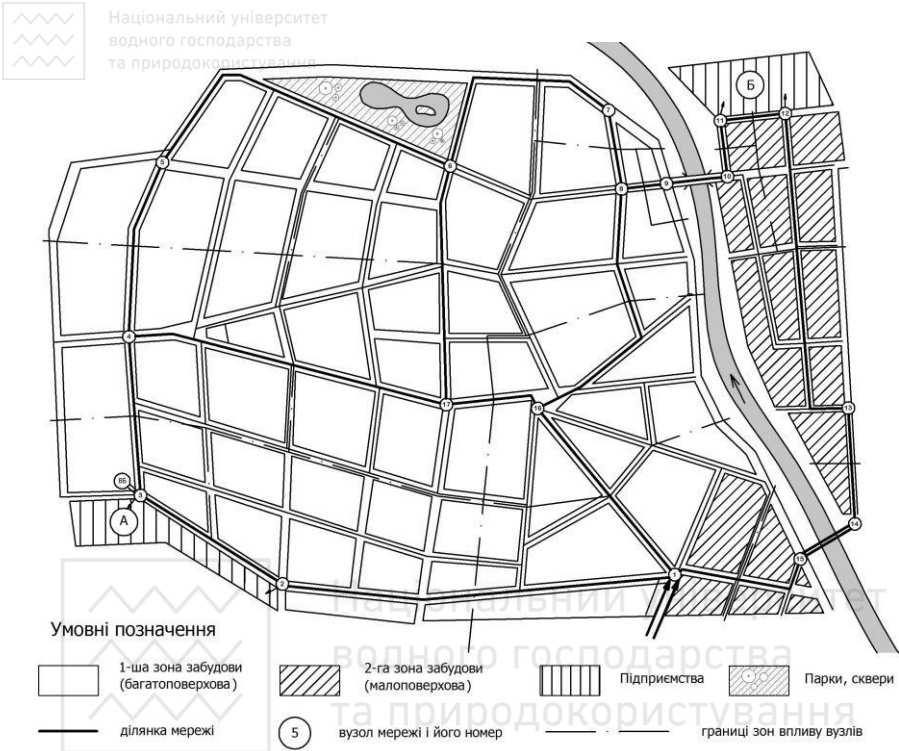 Національний університет
водного господарства
та природокористування
Б
7
11
12
5
6
8
9
10
4
17
16
13
ВБ
3
А
14
15
2
1
Національний університет
водного господарства
та природокористування
Умовні позначення
1-ша зона забудови
(багатоповерхова)
2-га зона забудови
(малоповерхова)
Підприємства
Парки, сквери
ділянка мережі
5
вузол мережі і його номер
границі зон впливу вузлів